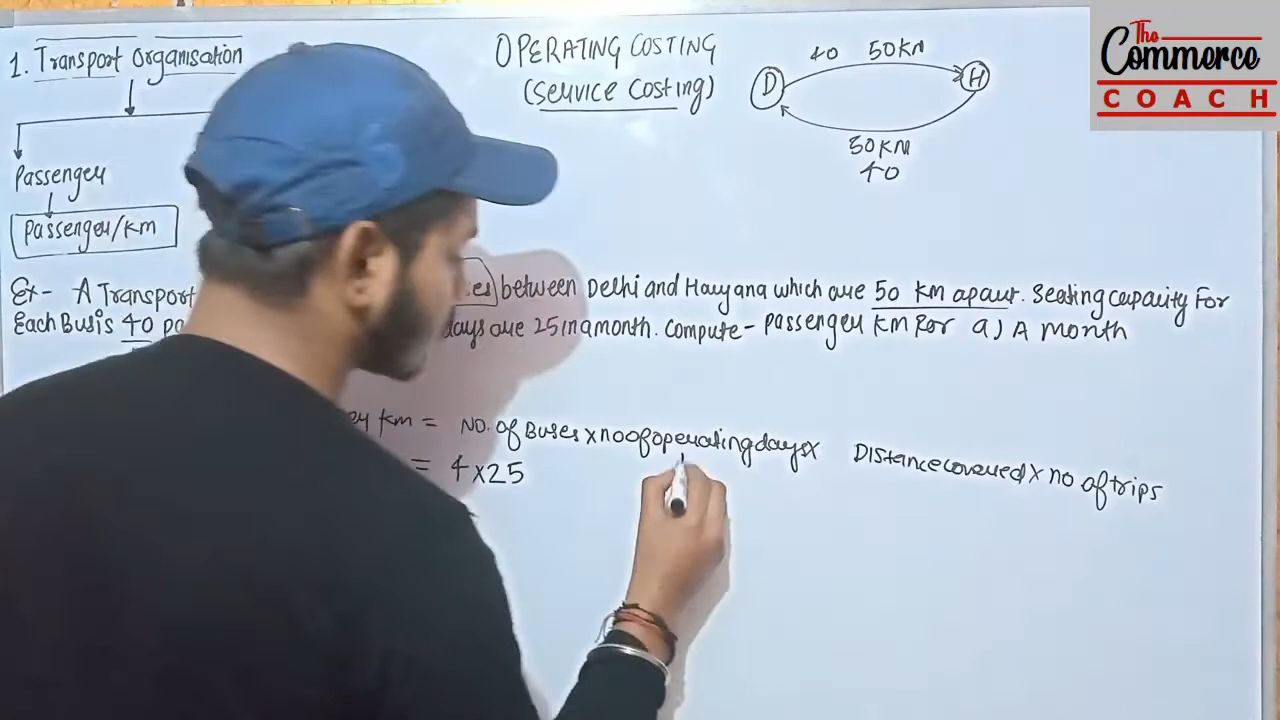 1. Transport Organisation
Passenger
Passenger/km
OPERATING COSTING
(Service Costing)
40 50KM
D H
50KM
40
The
Commerce
COACH
Ex- A Transport between Delhi and Haryana which are 50 KM apart. Seating capacity For
Each Bus is 40 days are 25 in a month. Compute - Passenger KM For a) A Month
km = NO. Of Buses x no of operating days x Distance covered x no of trips
= 4x25